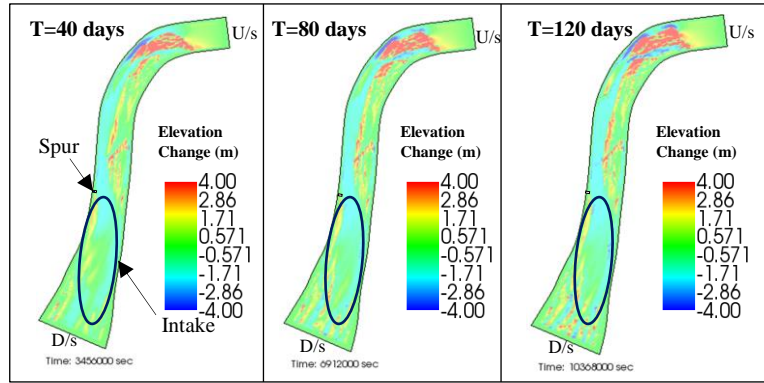 T=40 days
U/s
Elevation
Change (m)
4.00
2.86
1.71
0.571
-0.571
-1.71
-2.86
-4.00
Spur
Intake
D/s
Time: 3456000 sec
T=80 days
U/s
Elevation
Change (m)
4.00
2.86
1.71
0.571
-0.571
-1.71
-2.86
-4.00
D/s
Time: 6912000 sec
T=120 days
U/s
Elevation
Change (m)
4.00
2.86
1.71
0.571
-0.571
-1.71
-2.86
-4.00
D/s
Time: 10368000 sec